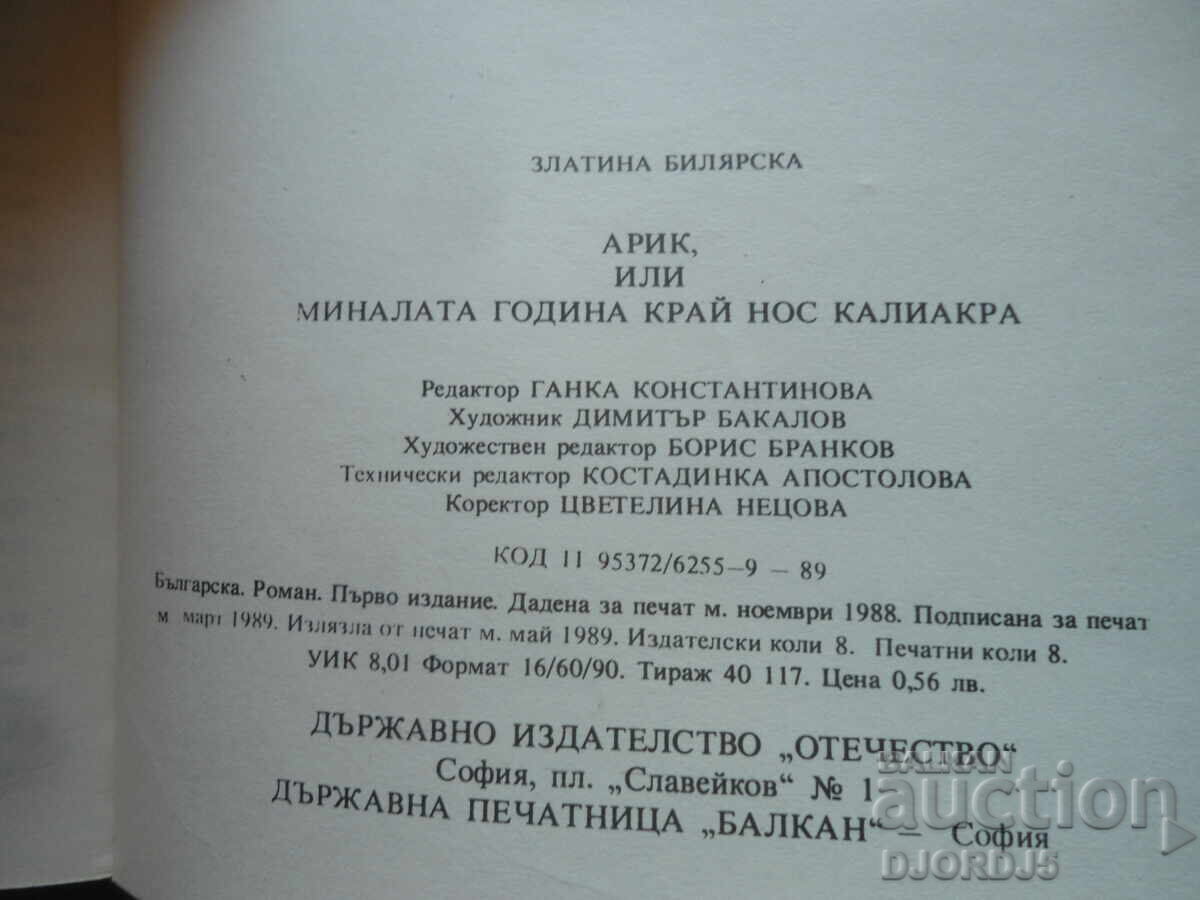 ЗЛАТИНА БИЛЯРСКА
АРИК,
ИЛИ
МИНАЛАТА ГОДИНА КРАЙ НОС КАЛИАКРА
Редактор ГАНКА КОНСТАНТИНОВА
Художник ДИМИТЪР БАКАЛОВ
Художествен редактор БОРИС БРАНКОВ
Технически редактор КОСТАДИНКА АПОСТОЛОВА
Коректор ЦВЕТЕЛИНА НЕЦОВА
КОД 11 95372/6255—9 — 89
Българска. Роман. Първо издание. Дадена за печат м. ноември 1988. Подписана за печат
м март 1989. Излязла от печат м. май 1989. Издателски коли 8. Печатни коли 8.
УИК 8,01 Формат 16/60/90. Тираж 40 117. Цена 0,56 лв.
ДЪРЖАВНО ИЗДАТЕЛСТВО „ОТЕЧЕСТВО“
София, пл. „Славейков“ № 1
ДЪРЖАВНА ПЕЧАТНИЦА „БАЛКАН“ — София
BALKAN
auction
DJORDJ5